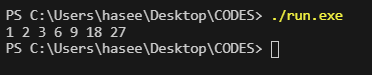 PS C:\Users\hasee\Desktop\CODES> ./run.exe
1 2 3 6 9 18 27
PS C:\Users\hasee\Desktop\CODES>